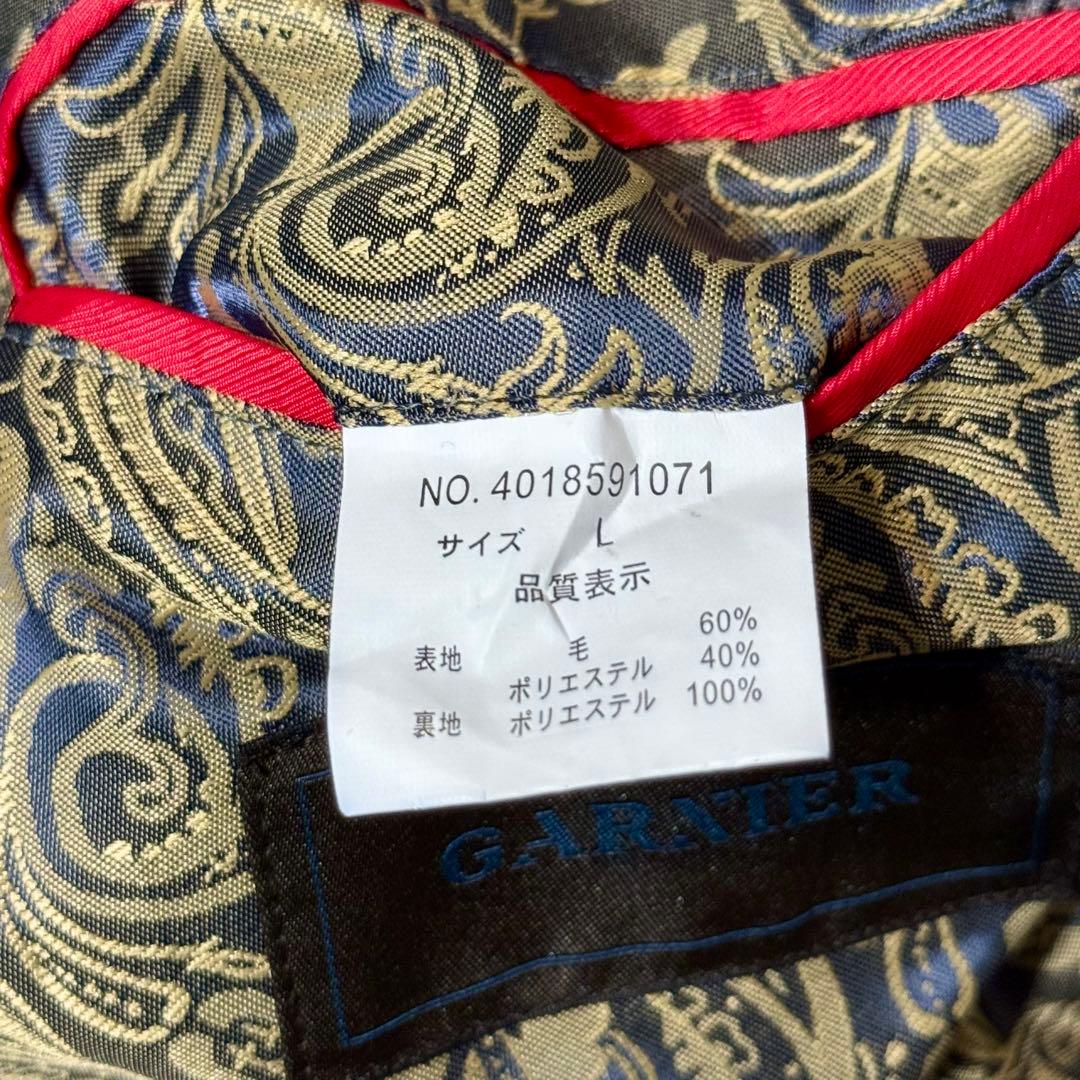 NO. 4018591071
サイズ L
品質表示
表地 毛 60%
ポリエステル 40%
裏地 ポリエステル 100%
GARNIER